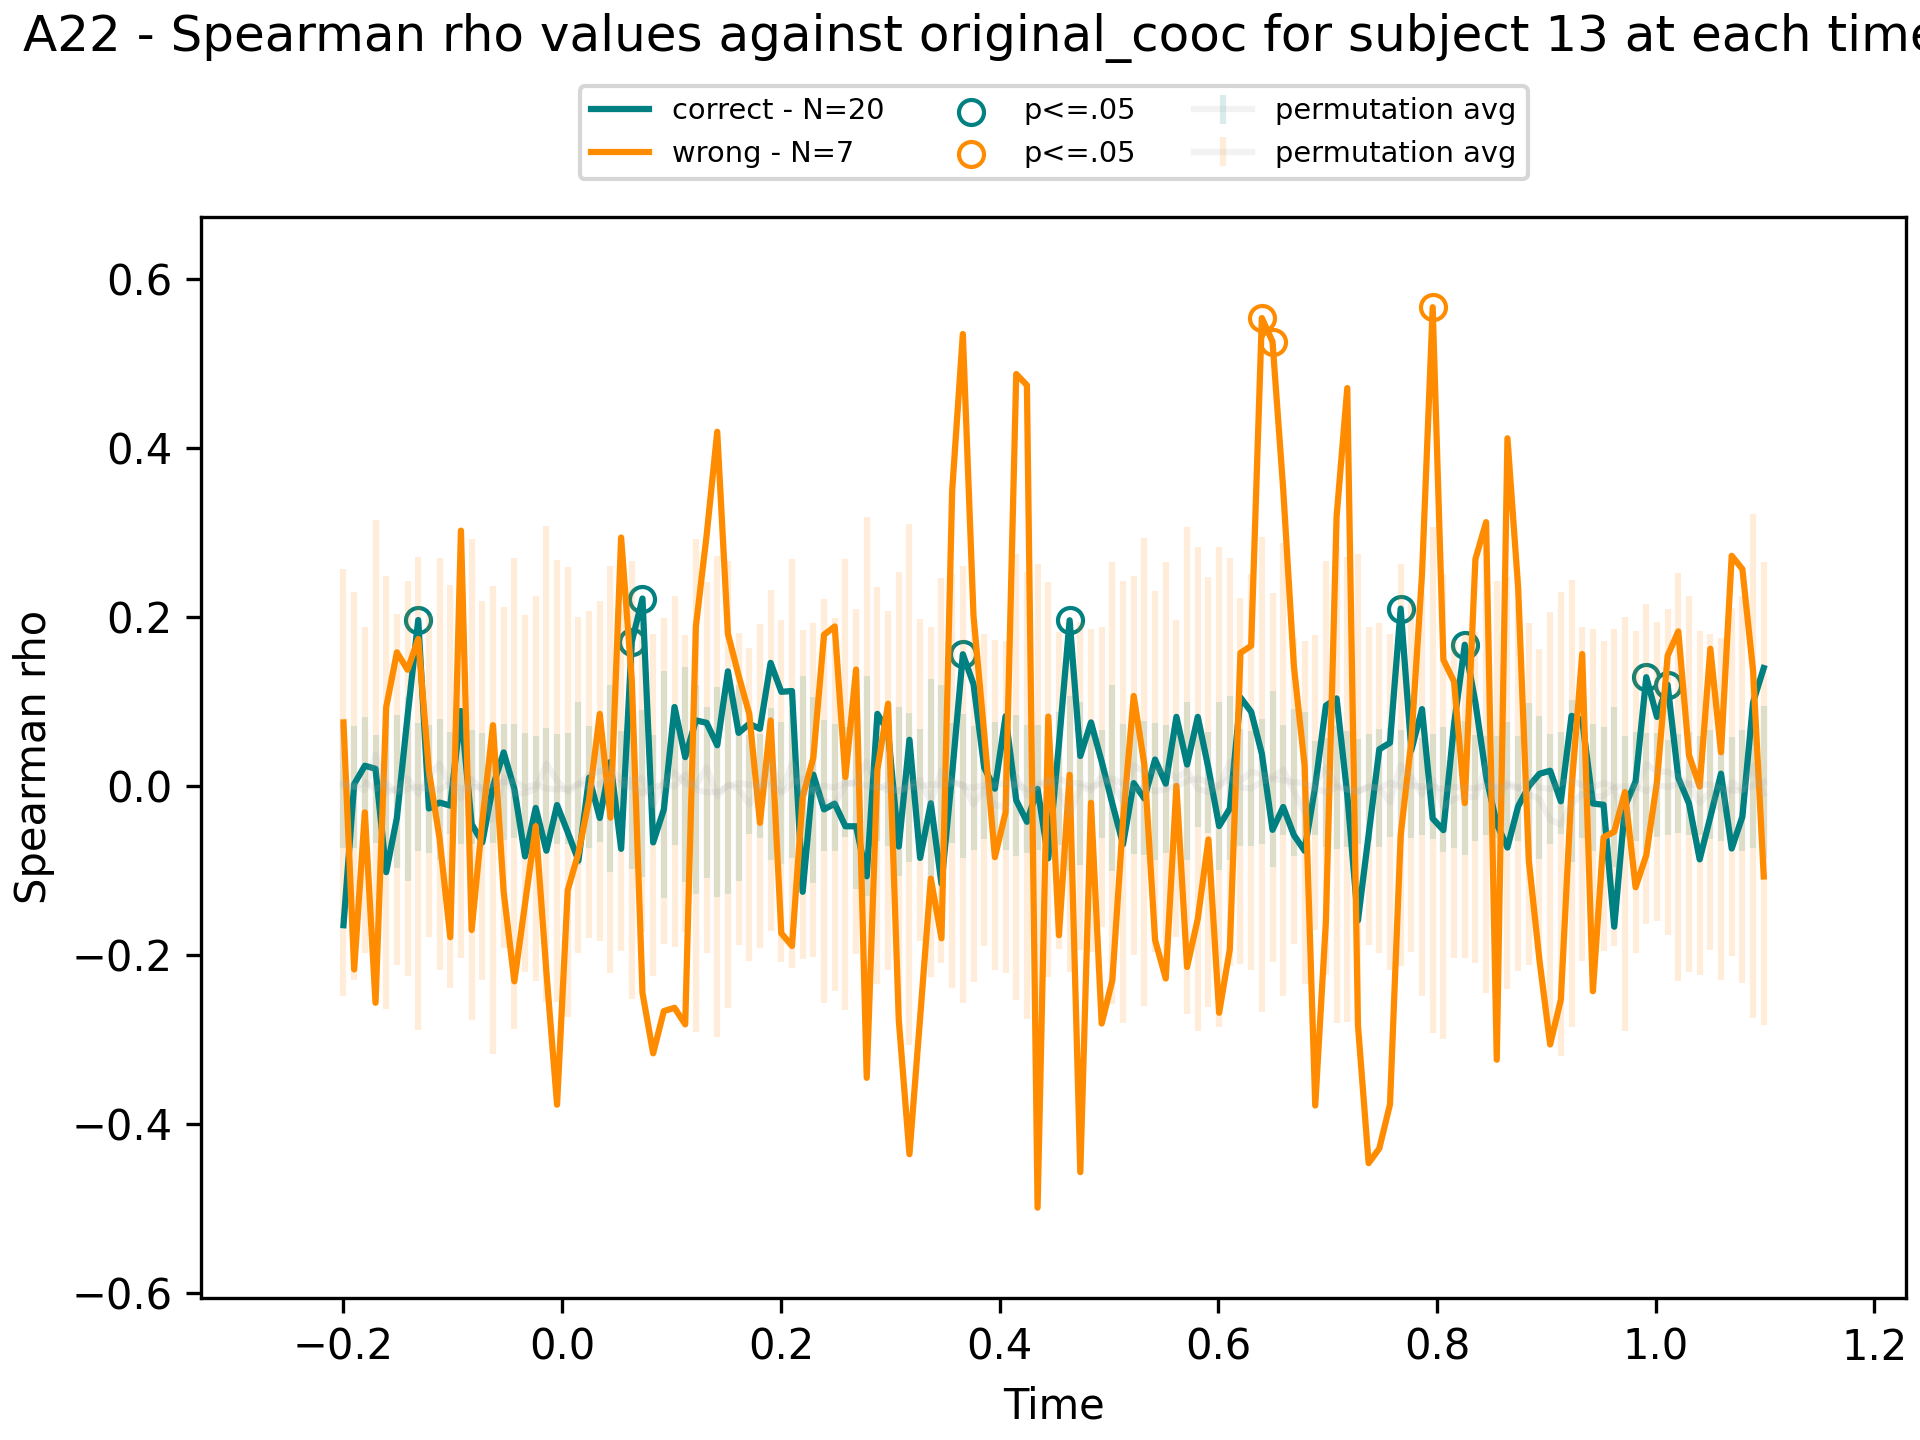 A22 - Spearman rho values against original_cooc for subject 13 at each time
correct - N=20
wrong - N=7
p<=.05
p<=.05
permutation avg
permutation avg
Spearman rho
0.6
0.4
0.2
0.0
−0.2
−0.4
−0.6
−0.2
0.0
0.2
0.4
0.6
0.8
1.0
1.2
Time